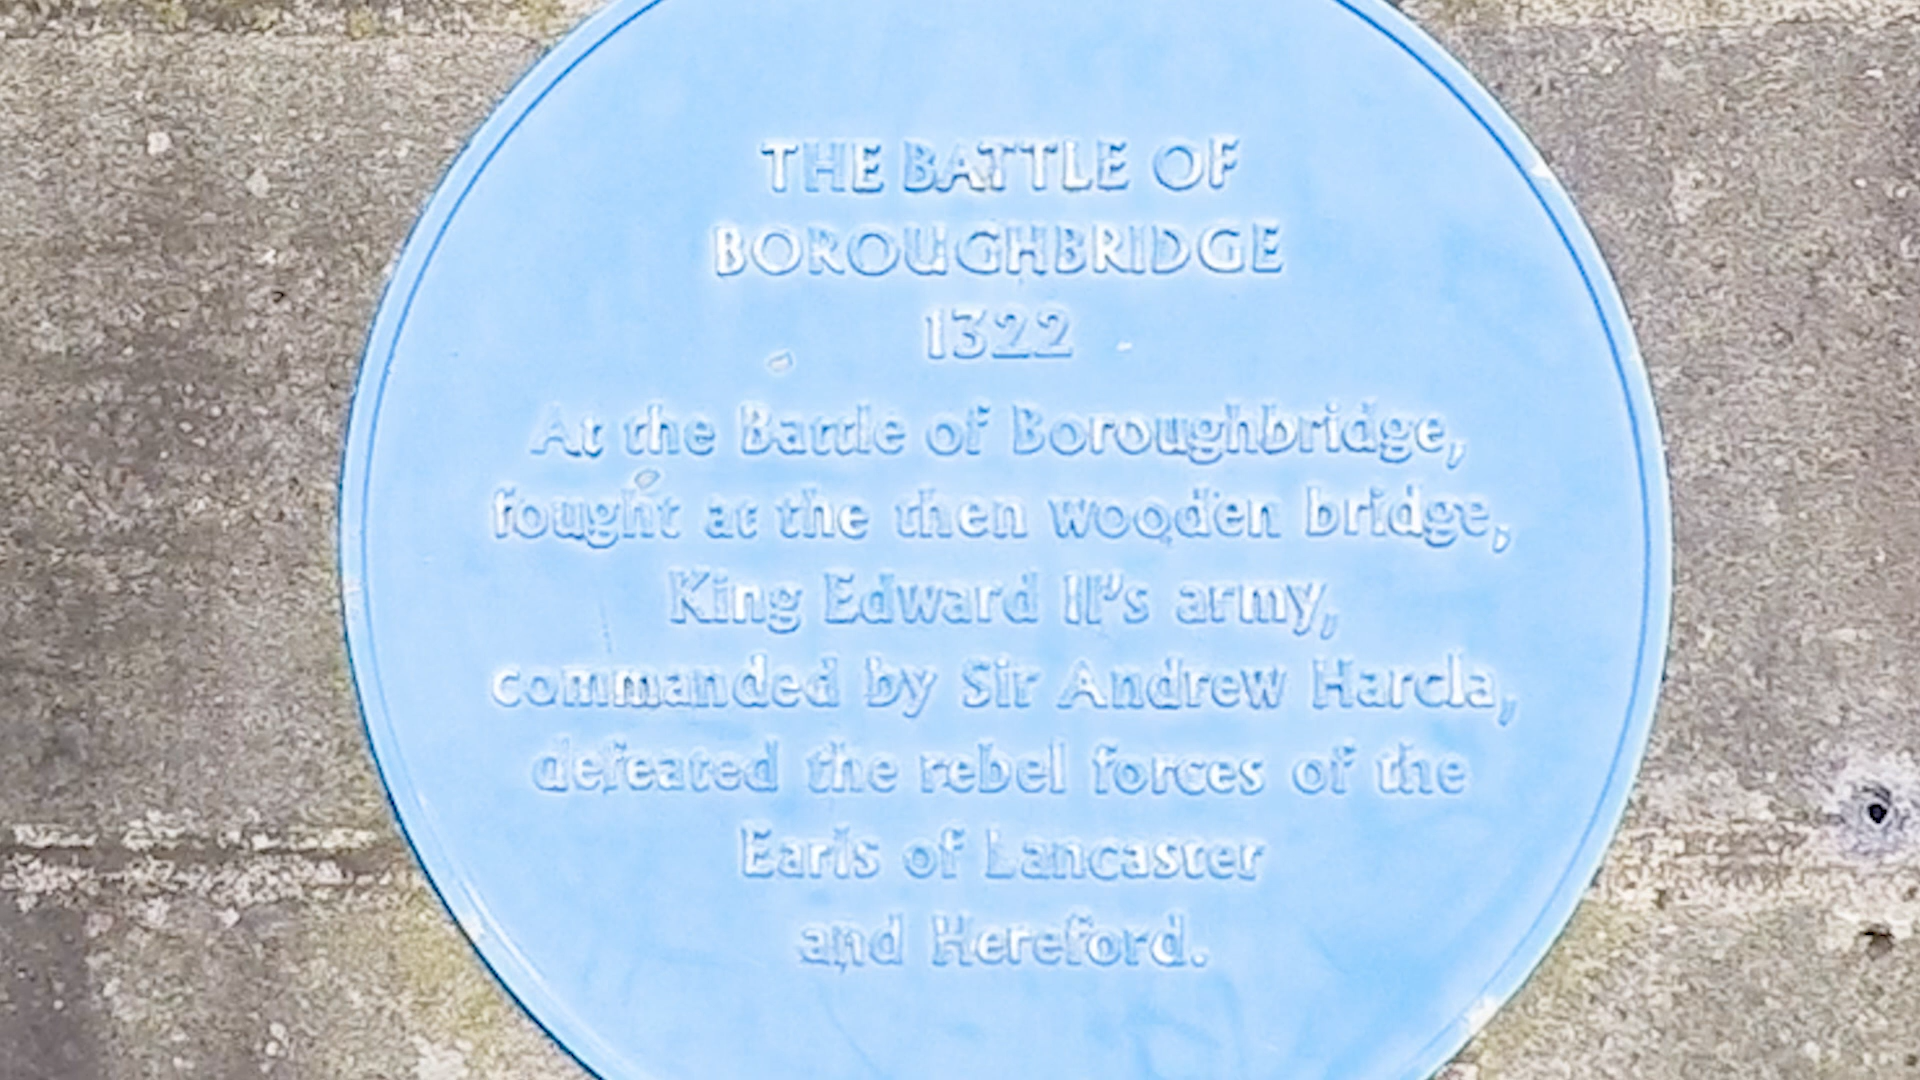 THE BATTLE OF
BOROUGHBRIDGE
1322
At the Battle of Boroughbridge,
fought at the then wooden bridge,
King Edward II's army,
commanded by Sir Andrew Harcla,
defeated the rebel forces of the
Earls of Lancaster
and Hereford.